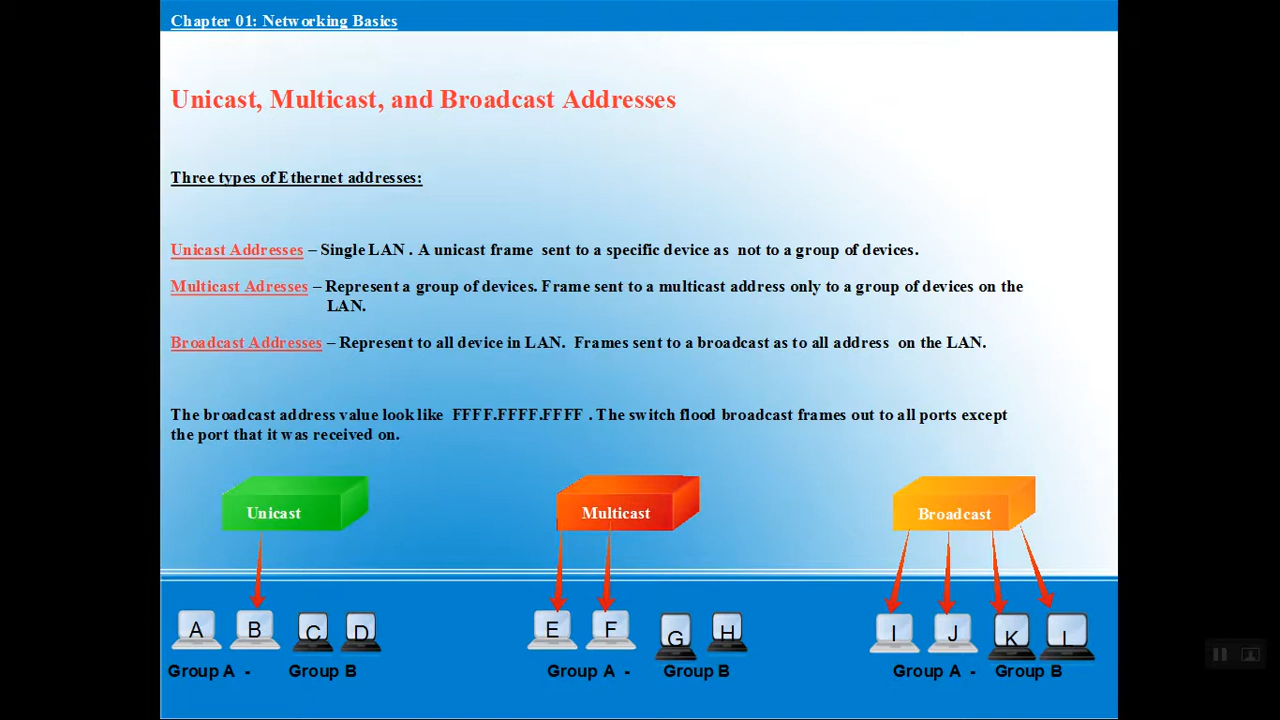 Chapter 01: Networking Basics
Unicast, Multicast, and Broadcast Addresses
Three types of Ethernet addresses:
Unicast Addresses – Single LAN . A unicast frame sent to a specific device as not to a group of devices.
Multicast Adresses – Represent a group of devices. Frame sent to a multicast address only to a group of devices on the
LAN.
Broadcast Addresses – Represent to all device in LAN. Frames sent to a broadcast as to all address on the LAN.
The broadcast address value look like FFFF.FFFF.FFFF . The switch flood broadcast frames out to all ports except
the port that it was received on.
Unicast Multicast Broadcast
A B C D E F G H I J K L
Group A - Group B Group A - Group B Group A - Group B